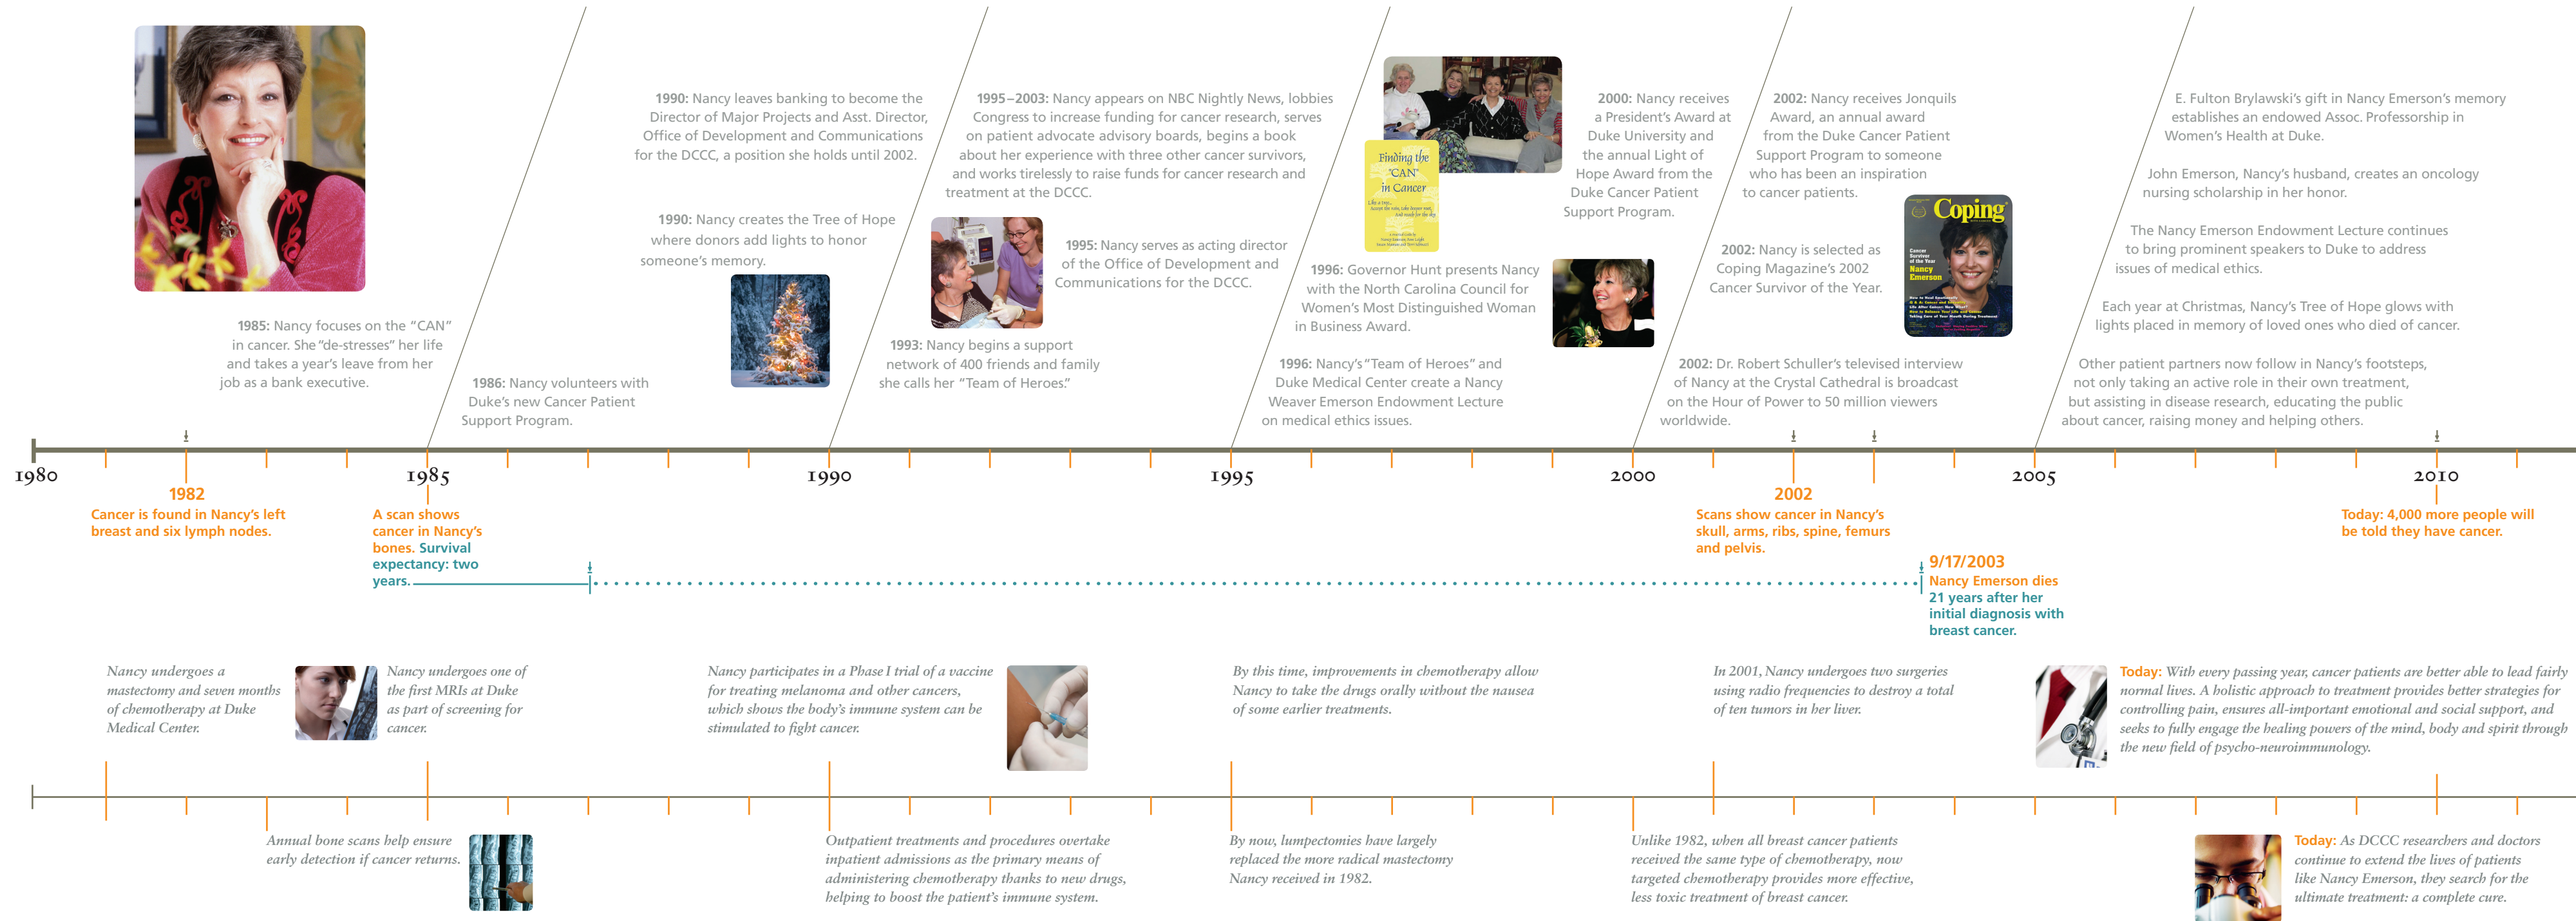 1985: Nancy focuses on the “CAN”
in cancer. She “de-stresses” her life
and takes a year’s leave from her
job as a bank executive.
1986: Nancy volunteers with
Duke’s new Cancer Patient
Support Program.
1990: Nancy leaves banking to become the
Director of Major Projects and Asst. Director,
Office of Development and Communications
for the DCCC, a position she holds until 2002.
1990: Nancy creates the Tree of Hope
where donors add lights to honor
someone’s memory.
1995–2003: Nancy appears on NBC Nightly News, lobbies
Congress to increase funding for cancer research, serves
on patient advocate advisory boards, begins a book
about her experience with three other cancer survivors,
and works tirelessly to raise funds for cancer research and
treatment at the DCCC.
1995: Nancy serves as acting director
of the Office of Development and
Communications for the DCCC.
1993: Nancy begins a support
network of 400 friends and family
she calls her “Team of Heroes.”
Finding the
"CAN"
in Cancer
2000: Nancy receives
a President’s Award at
Duke University and
the annual Light of
Hope Award from the
Duke Cancer Patient
Support Program.
1996: Governor Hunt presents Nancy
with the North Carolina Council for
Women’s Most Distinguished Woman
in Business Award.
1996: Nancy’s “Team of Heroes” and
Duke Medical Center create a Nancy
Weaver Emerson Endowment Lecture
on medical ethics issues.
2002: Nancy receives Jonquils
Award, an annual award
from the Duke Cancer Patient
Support Program to someone
who has been an inspiration
to cancer patients.
2002: Nancy is selected as
Coping Magazine’s 2002
Cancer Survivor of the Year.
Coping
Cancer
Survivor
of the Year
Nancy
Emerson
2002: Dr. Robert Schuller’s televised interview
of Nancy at the Crystal Cathedral is broadcast
on the Hour of Power to 50 million viewers
worldwide.
E. Fulton Brylawski’s gift in Nancy Emerson’s memory
establishes an endowed Assoc. Professorship in
Women’s Health at Duke.
John Emerson, Nancy’s husband, creates an oncology
nursing scholarship in her honor.
The Nancy Emerson Endowment Lecture continues
to bring prominent speakers to Duke to address
issues of medical ethics.
Each year at Christmas, Nancy’s Tree of Hope glows with
lights placed in memory of loved ones who died of cancer.
Other patient partners now follow in Nancy’s footsteps,
not only taking an active role in their own treatment,
but assisting in disease research, educating the public
about cancer, raising money and helping others.
1980 1985 1990 1995 2000 2005 2010
1982
Cancer is found in Nancy’s left
breast and six lymph nodes.
A scan shows
cancer in Nancy’s
bones. Survival
expectancy: two
years.
2002
Scans show cancer in Nancy’s
skull, arms, ribs, spine, femurs
and pelvis.
9/17/2003
Nancy Emerson dies
21 years after her
initial diagnosis with
breast cancer.
Today: 4,000 more people will
be told they have cancer.
Nancy undergoes a
mastectomy and seven months
of chemotherapy at Duke
Medical Center.
Nancy undergoes one of
the first MRIs at Duke
as part of screening for
cancer.
Nancy participates in a Phase I trial of a vaccine
for treating melanoma and other cancers,
which shows the body’s immune system can be
stimulated to fight cancer.
By this time, improvements in chemotherapy allow
Nancy to take the drugs orally without the nausea
of some earlier treatments.
In 2001, Nancy undergoes two surgeries
using radio frequencies to destroy a total
of ten tumors in her liver.
Today: With every passing year, cancer patients are better able to lead fairly
normal lives. A holistic approach to treatment provides better strategies for
controlling pain, ensures all-important emotional and social support, and
seeks to fully engage the healing powers of the mind, body and spirit through
the new field of psycho-neuroimmunology.
Annual bone scans help ensure
early detection if cancer returns.
Outpatient treatments and procedures overtake
inpatient admissions as the primary means of
administering chemotherapy thanks to new drugs,
helping to boost the patient’s immune system.
By now, lumpectomies have largely
replaced the more radical mastectomy
Nancy received in 1982.
Unlike 1982, when all breast cancer patients
received the same type of chemotherapy, now
targeted chemotherapy provides more effective,
less toxic treatment of breast cancer.
Today: As DCCC researchers and doctors
continue to extend the lives of patients
like Nancy Emerson, they search for the
ultimate treatment: a complete cure.